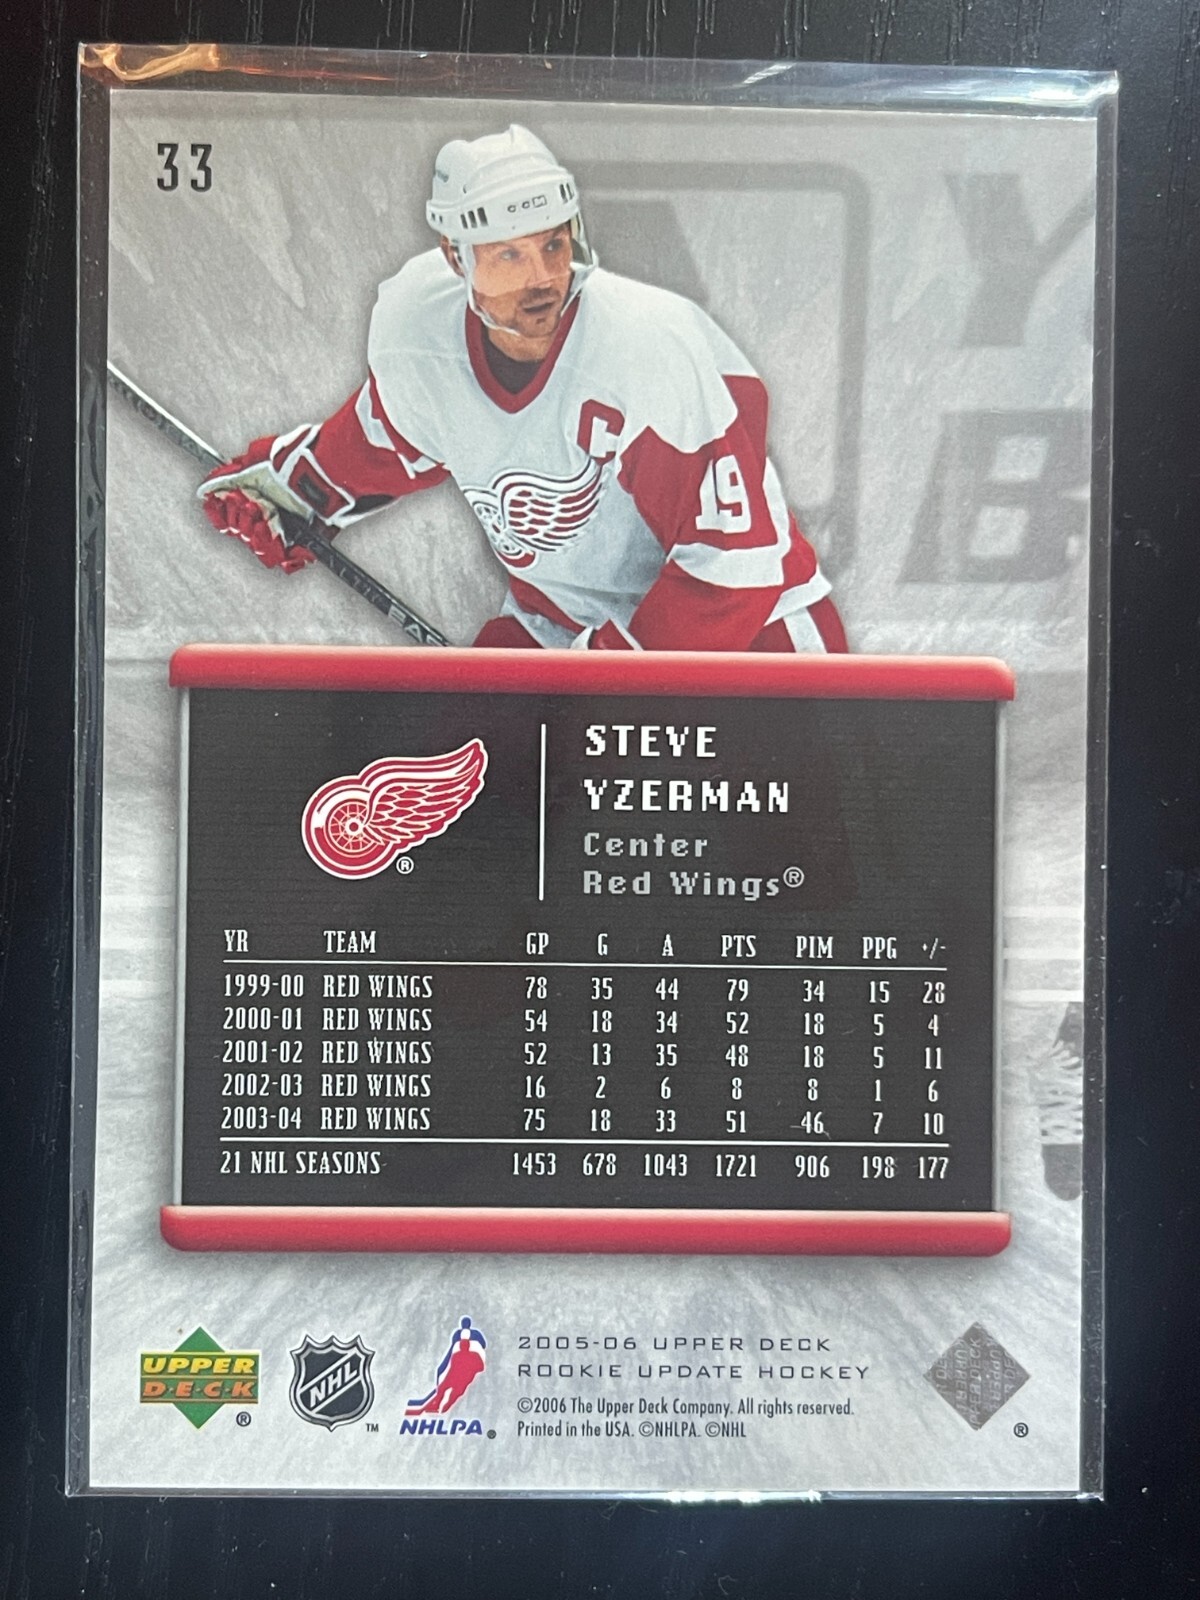 33
CCM
C
19
EAS
STEVE
YZERMAN
Center
Red Wings®
®
YR TEAM GP G A PTS PIM PPG +/-
1999-00 RED WINGS 78 35 44 79 34 15 28
2000-01 RED WINGS 54 18 34 52 18 5 4
2001-02 RED WINGS 52 13 35 48 18 5 11
2002-03 RED WINGS 16 2 6 8 8 1 6
2003-04 RED WINGS 75 18 33 51 46 7 10
21 NHL SEASONS 1453 678 1043 1721 906 198 177
UPPER
DECK
®
NHL
™
NHLPA®
2005-06 UPPER DECK
ROOKIE UPDATE HOCKEY
©2006 The Upper Deck Company. All rights reserved.
Printed in the USA. ©NHLPA. ©NHL
®